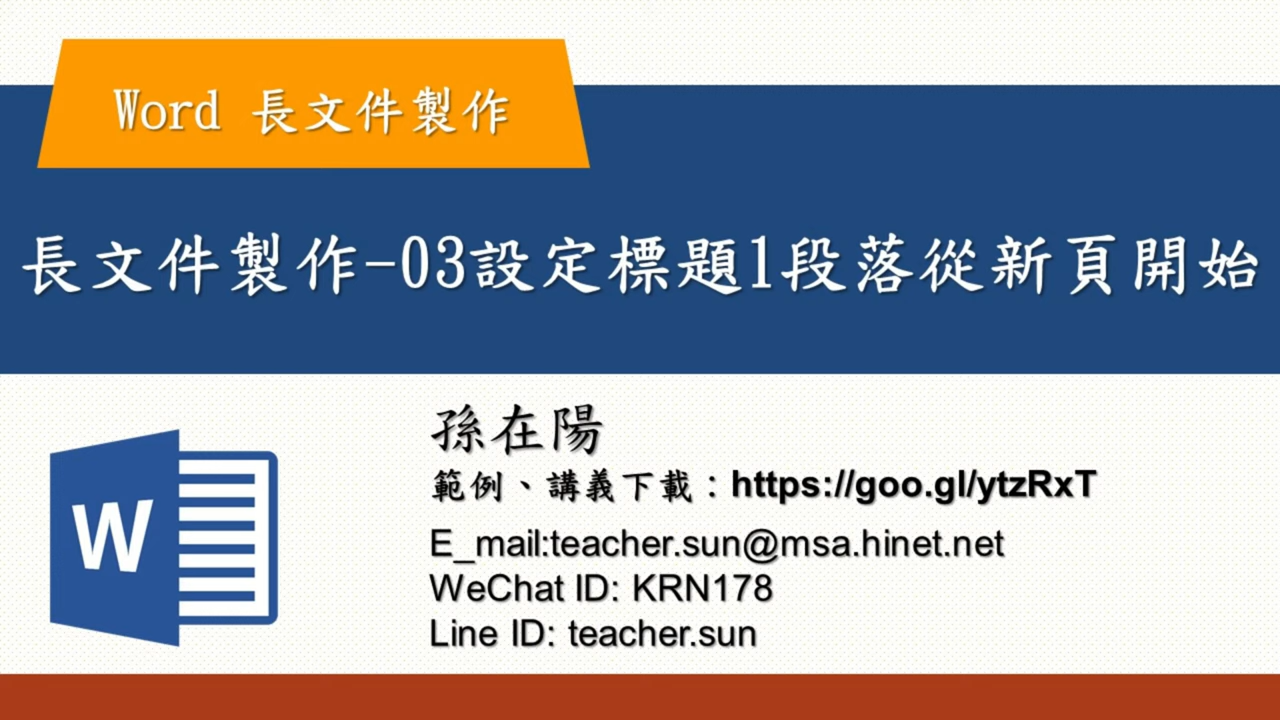 Word 長文件製作
長文件製作-03設定標題1段落從新頁開始
孫在陽
範例、講義下載：https://goo.gl/ytzRxT
E_mail:teacher.sun@msa.hinet.net
WeChat ID: KRN178
Line ID: teacher.sun
W